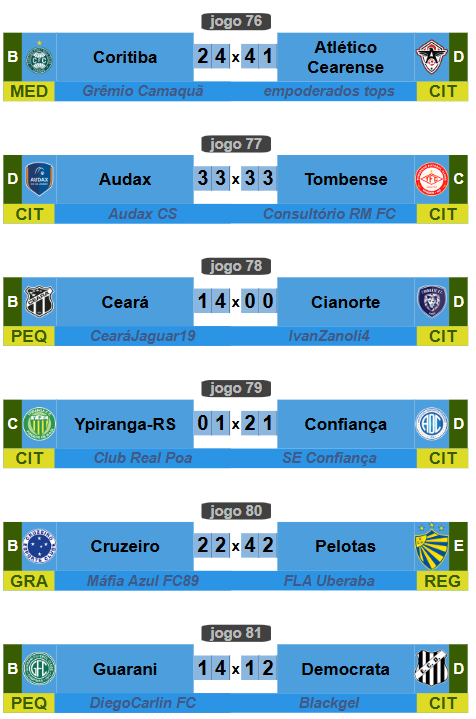 jogo 76
B Coritiba 2 4 x 4 1 Atlético Cearense D
MED Grêmio Camaquã empoderados tops CIT
jogo 77
D Audax 3 3 x 3 3 Tombense C
CIT Audax CS Consultório RM FC CIT
jogo 78
B Ceará 1 4 x 0 0 Cianorte D
PEQ CearáJaguar19 IvanZanoli4 CIT
jogo 79
C Ypiranga-RS 0 1 x 2 1 Confiança D
CIT Club Real Poa SE Confiança CIT
jogo 80
B Cruzeiro 2 2 x 4 2 Pelotas E
GRA Máfia Azul FC89 FLA Uberaba REG
jogo 81
B Guarani 1 4 x 1 2 Democrata D
PEQ DiegoCarlin FC Blackgel CIT